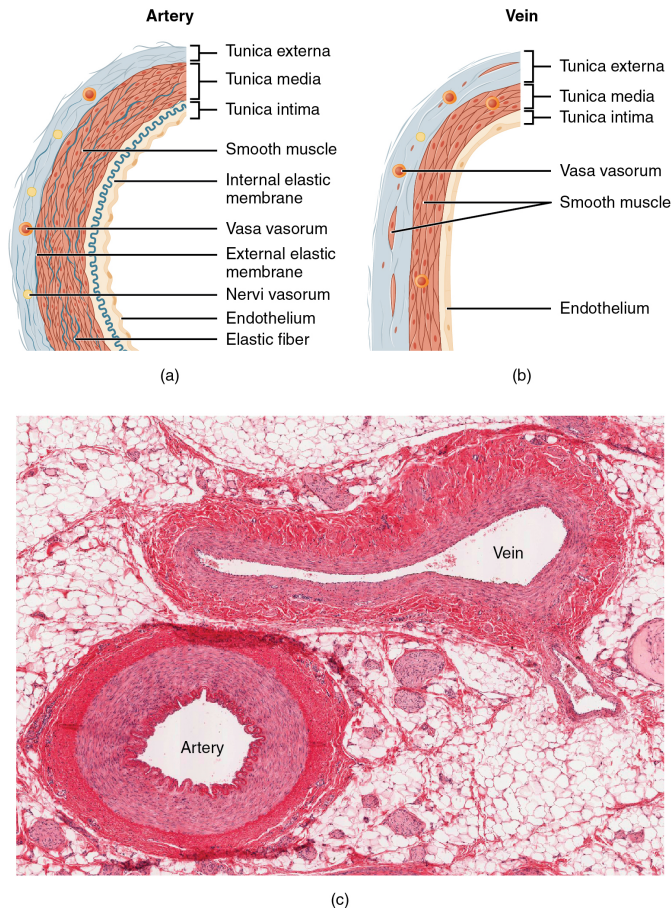 Artery
Tunica externa
Tunica media
Tunica intima
Smooth muscle
Internal elastic
membrane
Vasa vasorum
External elastic
membrane
Nervi vasorum
Endothelium
Elastic fiber
(a)
Vein
Tunica externa
Tunica media
Tunica intima
Vasa vasorum
Smooth muscle
Endothelium
(b)
Vein
Artery
(c)